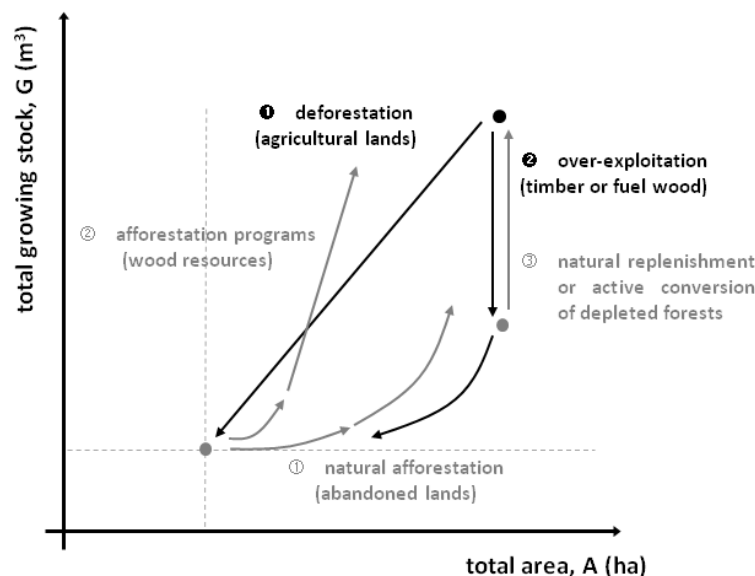 total growing stock, G (m³)
❶ deforestation
(agricultural lands)
❷ over-exploitation
(timber or fuel wood)
② afforestation programs
(wood resources)
③ natural replenishment
or active conversion
of depleted forests
① natural afforestation
(abandoned lands)
total area, A (ha)